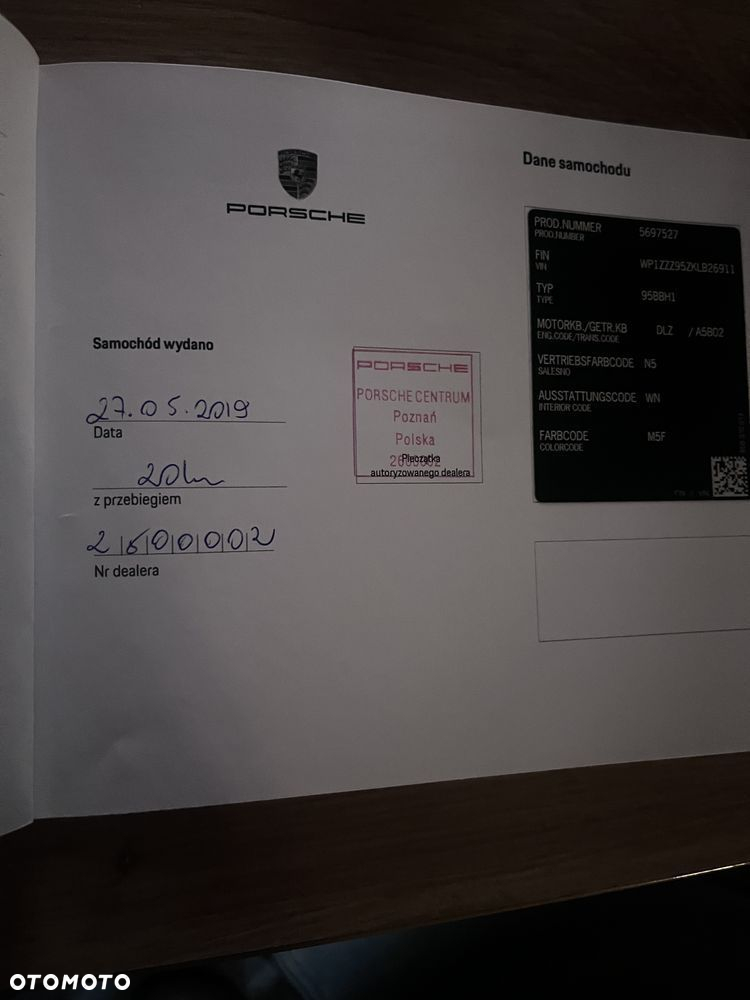 PORSCHE
Samochód wydano
27.05.2019
Data
z przebiegiem
Nr dealera
PORSCHE
PORSCHE CENTRUM
Poznań
Polska
Pieczątka
autoryzowanego dealera
Dane samochodu
PROD.NUMMER 5697527
PROD.NUMBER
FIN WP1ZZZ95ZKLB26911
VIN
TYP 95BBH1
TYPE
MOTORKB./GETR.KB DLZ / A5B02
ENG.CODE/TRANS.CODE
VERTRIEBSFARBCODE N5
SALESNO
AUSSTATTUNGSCODE WN
INTERIOR CODE
FARBCODE M5F
COLORCODE
OTOMOTO